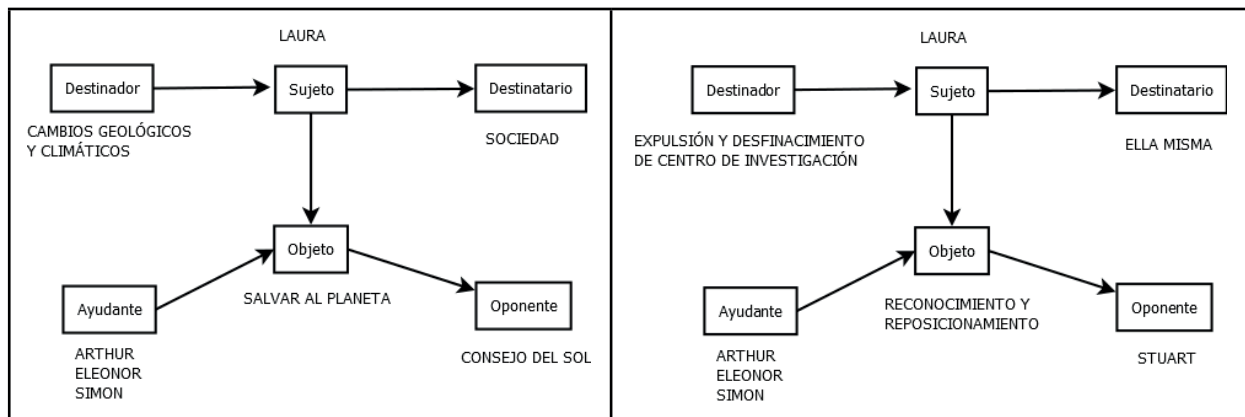 LAURA
Destinador
Sujeto
Destinatario
CAMBIOS GEOLÓGICOS
Y CLIMÁTICOS
SOCIEDAD
Objeto
SALVAR AL PLANETA
Ayudante
Oponente
ARTHUR
ELEONOR
SIMON
CONSEJO DEL SOL
LAURA
Destinador
Sujeto
Destinatario
EXPULSIÓN Y DESFINACIMIENTO
DE CENTRO DE INVESTIGACIÓN
ELLA MISMA
Objeto
RECONOCIMIENTO Y
REPOSICIONAMIENTO
Ayudante
Oponente
ARTHUR
ELEONOR
SIMON
STUART